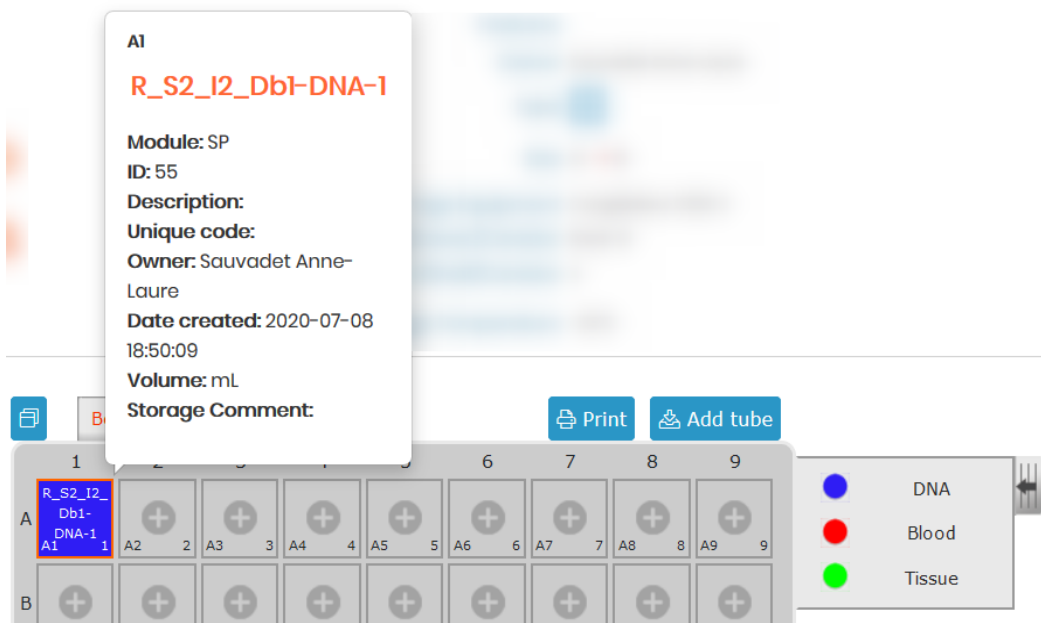 A1
R_S2_I2_Db1-DNA-1
Module: SP
ID: 55
Description:
Unique code:
Owner: Sauvadet Anne-
Laure
Date created: 2020-07-08
18:50:09
Volume: mL
Storage Comment:
Print
Add tube
1 6 7 8 9
A
R_S2_I2_
Db1-
DNA-1
A1 1 A2 2 A3 3 A4 4 A5 5 A6 6 A7 7 A8 8 A9 9
B
DNA
Blood
Tissue